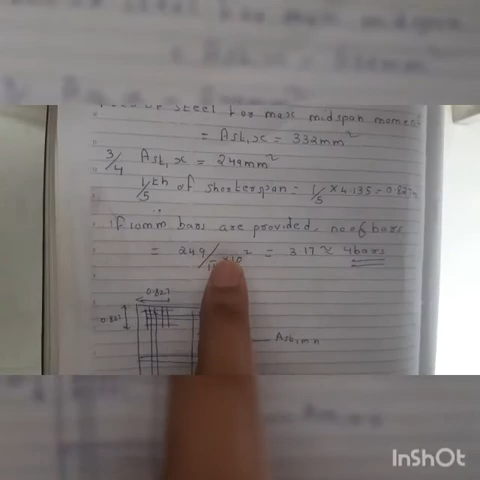 steel for max midspan moment
= Ast,x = 332mm²
3/4 Ast,x = 249mm²
1/5th of shorter span = 1/5 × 4.135 = 0.827
If 10mm bars are provided, no of bars
= 249/ ×10² = 3.17 ≈ 4bars
0.827
0.827
Ast,min
InShOt